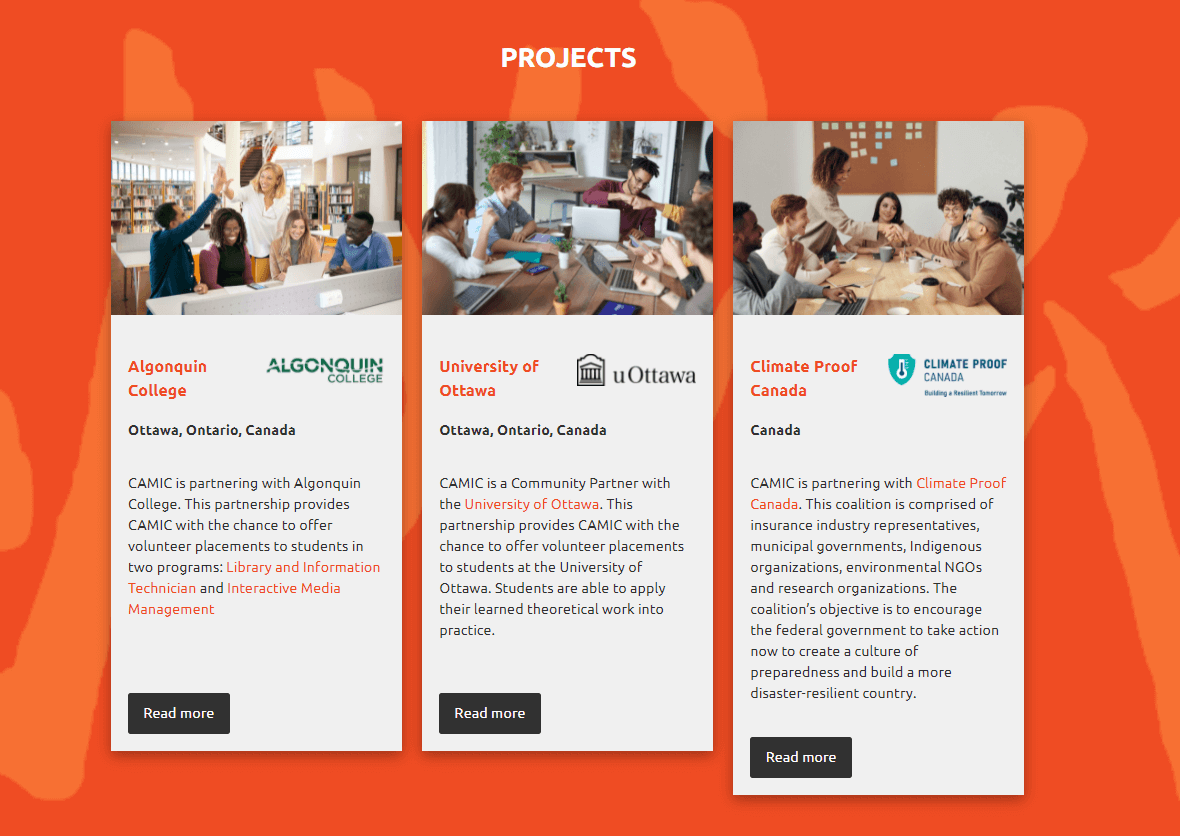 PROJECTS
Algonquin
College
ALGONQUIN
COLLEGE
Ottawa, Ontario, Canada
CAMIC is partnering with Algonquin
College. This partnership provides
CAMIC with the chance to offer
volunteer placements to students in
two programs: Library and Information
Technician and Interactive Media
Management
Read more
University of
Ottawa
uOttawa
Ottawa, Ontario, Canada
CAMIC is a Community Partner with
the University of Ottawa. This
partnership provides CAMIC with the
chance to offer volunteer placements
to students at the University of
Ottawa. Students are able to apply
their learned theoretical work into
practice.
Read more
Climate Proof
Canada
CLIMATE PROOF
CANADA
Building a Resilient Tomorrow
Canada
CAMIC is partnering with Climate Proof
Canada. This coalition is comprised of
insurance industry representatives,
municipal governments, Indigenous
organizations, environmental NGOs
and research organizations. The
coalition’s objective is to encourage
the federal government to take action
now to create a culture of
preparedness and build a more
disaster-resilient country.
Read more